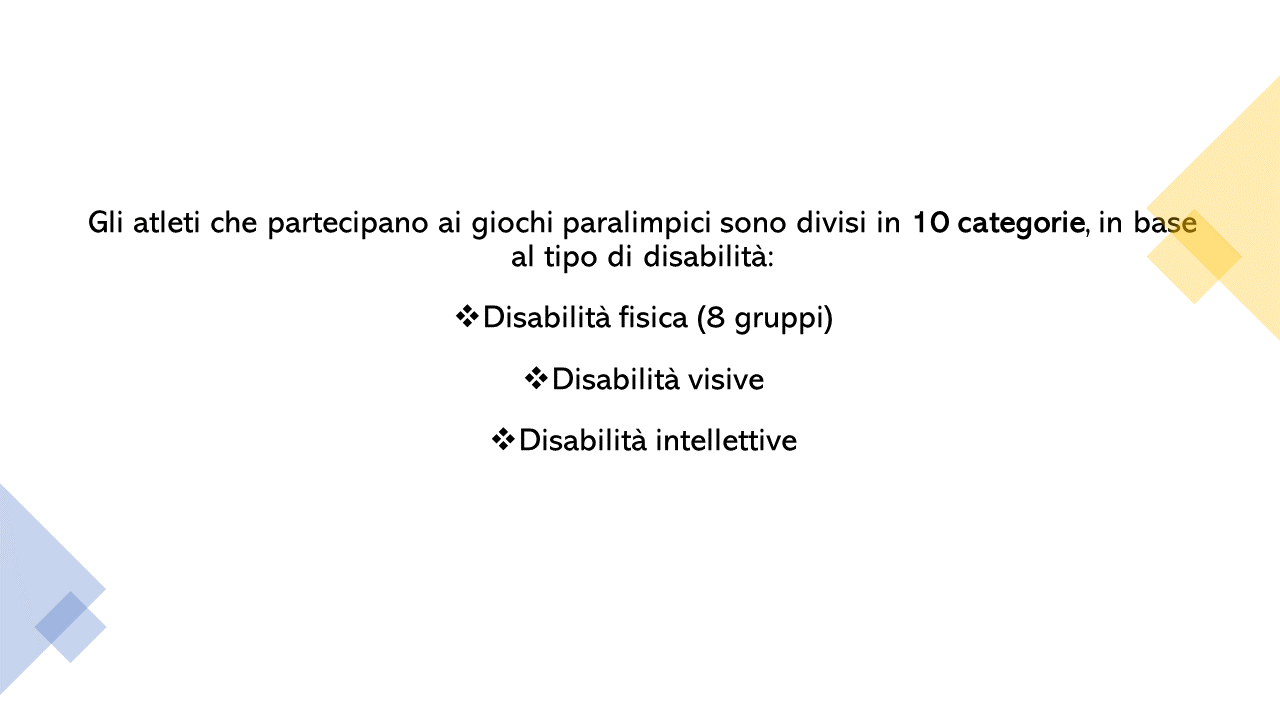 Gli atleti che partecipano ai giochi paralimpici sono divisi in 10 categorie, in base
al tipo di disabilità:
❖Disabilità fisica (8 gruppi)
❖Disabilità visive
❖Disabilità intellettive